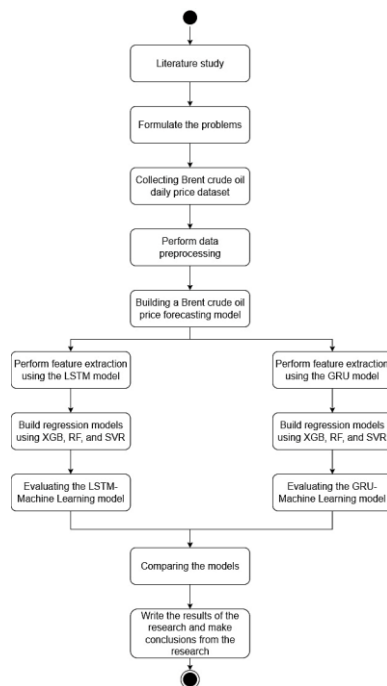 Literature study
Formulate the problems
Collecting Brent crude oil
daily price dataset
Perform data
preprocessing
Building a Brent crude oil
price forecasting model
Perform feature extraction
using the LSTM model
Perform feature extraction
using the GRU model
Build regression models
using XGB, RF, and SVR
Build regression models
using XGB, RF, and SVR
Evaluating the LSTM-
Machine Learning model
Evaluating the GRU-
Machine Learning model
Comparing the models
Write the results of the
research and make
conclusions from the
research